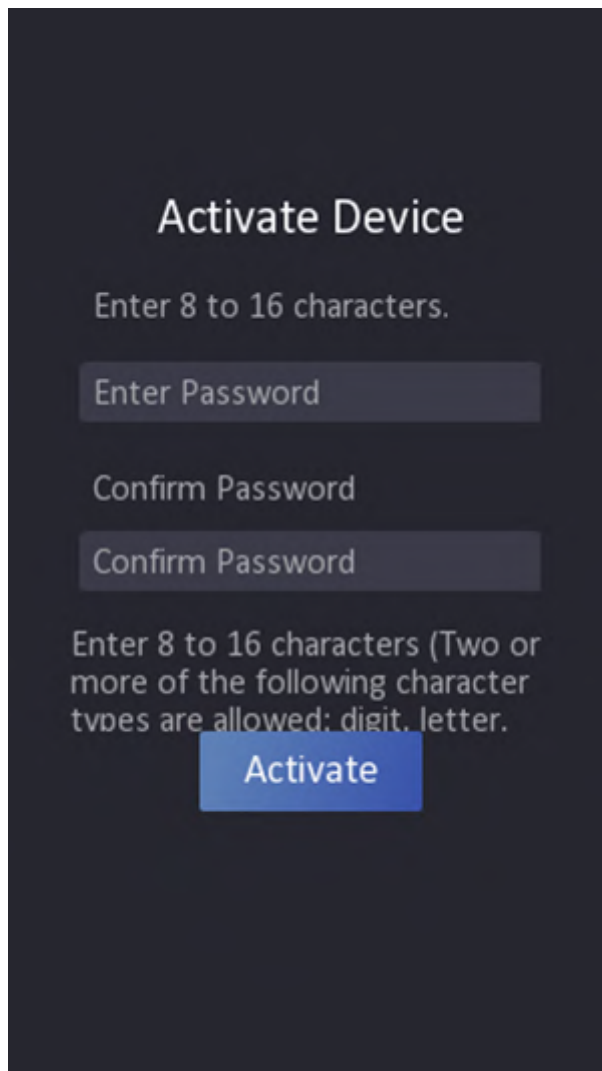 Activate Device
Enter 8 to 16 characters.
Enter Password
Confirm Password
Confirm Password
Enter 8 to 16 characters (Two or
more of the following character
types are allowed: digit, letter.
Activate